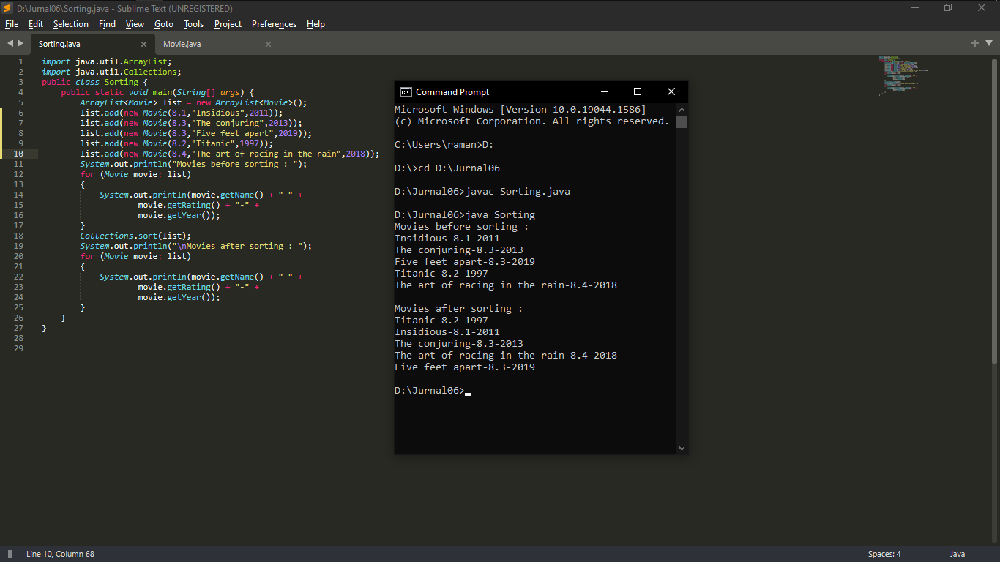 D:\Jurnal06\Sorting.java - Sublime Text (UNREGISTERED)
File Edit Selection Find View Goto Tools Project Preferences Help
Sorting.java
Movie.java
1 import java.util.ArrayList;
2 import java.util.Collections;
3 public class Sorting {
4 public static void main(String[] args) {
5 ArrayList<Movie> list = new ArrayList<Movie>();
6 list.add(new Movie(8.1,"Insidious",2011));
7 list.add(new Movie(8.3,"The conjuring",2013));
8 list.add(new Movie(8.3,"Five feet apart",2019));
9 list.add(new Movie(8.2,"Titanic",1997));
10 list.add(new Movie(8.4,"The art of racing in the rain",2018));
11 System.out.println("Movies before sorting : ");
12 for (Movie movie: list)
13 {
14 System.out.println(movie.getName() + "-" +
15 movie.getRating() + "-" +
16 movie.getYear());
17 }
18 Collections.sort(list);
19 System.out.println("\nMovies after sorting : ");
20 for (Movie movie: list)
21 {
22 System.out.println(movie.getName() + "-" +
23 movie.getRating() + "-" +
24 movie.getYear());
25 }
26 }
27 }
28
29
Command Prompt
Microsoft Windows [Version 10.0.19044.1586]
(c) Microsoft Corporation. All rights reserved.
C:\Users\raman>D:
D:\>cd D:\Jurnal06
D:\Jurnal06>javac Sorting.java
D:\Jurnal06>java Sorting
Movies before sorting :
Insidious-8.1-2011
The conjuring-8.3-2013
Five feet apart-8.3-2019
Titanic-8.2-1997
The art of racing in the rain-8.4-2018
Movies after sorting :
Titanic-8.2-1997
Insidious-8.1-2011
The conjuring-8.3-2013
The art of racing in the rain-8.4-2018
Five feet apart-8.3-2019
D:\Jurnal06>
Line 10, Column 68
Spaces: 4
Java